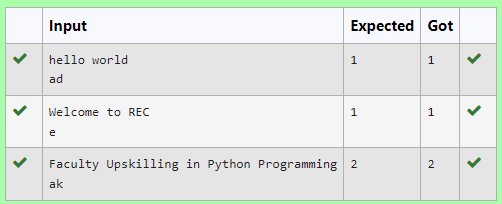 Input Expected Got
hello world 1 1
ad
Welcome to REC 1 1
e
Faculty Upskilling in Python Programming 2 2
ak